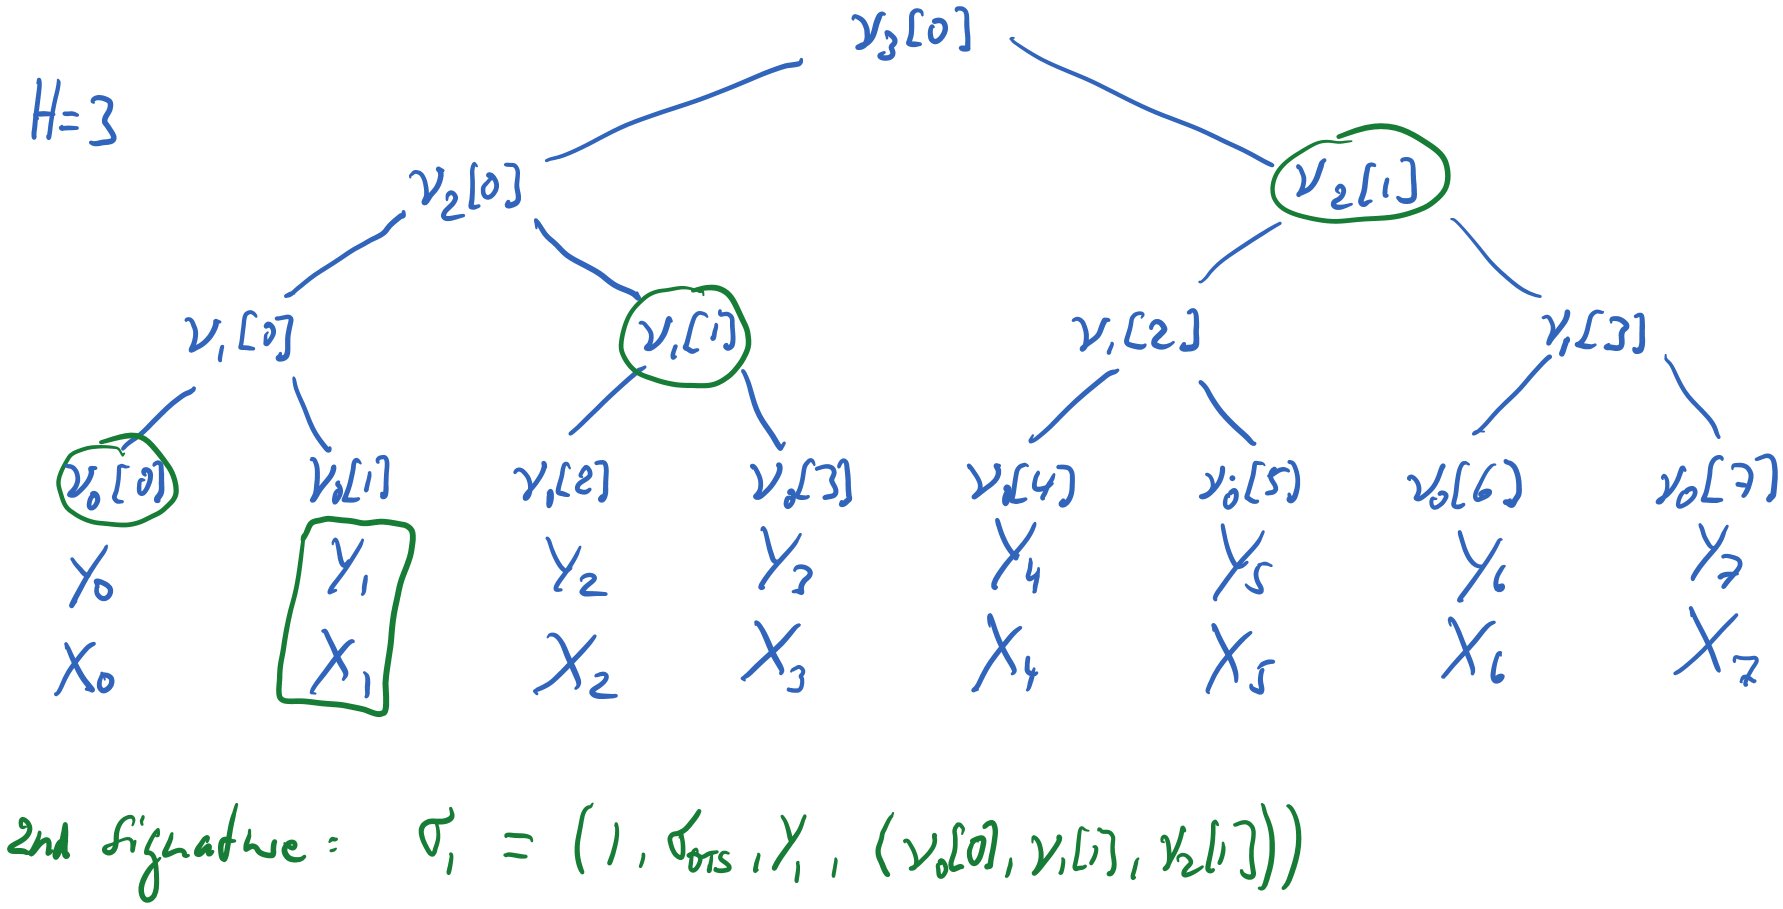 ν₃[0]
H=3
ν₂[0] ν₂[1]
ν₁[0] ν₁[1] ν₁[2] ν₁[3]
ν₀[0] ν₀[1] ν₀[2] ν₀[3] ν₀[4] ν₀[5] ν₀[6] ν₀[7]
Y₀ Y₁ Y₂ Y₃ Y₄ Y₅ Y₆ Y₇
X₀ X₁ X₂ X₃ X₄ X₅ X₆ X₇
2nd Signature: σ₁ = (1, σ_OTS, Y₁, (ν₀[0], ν₁[1], ν₂[1]))